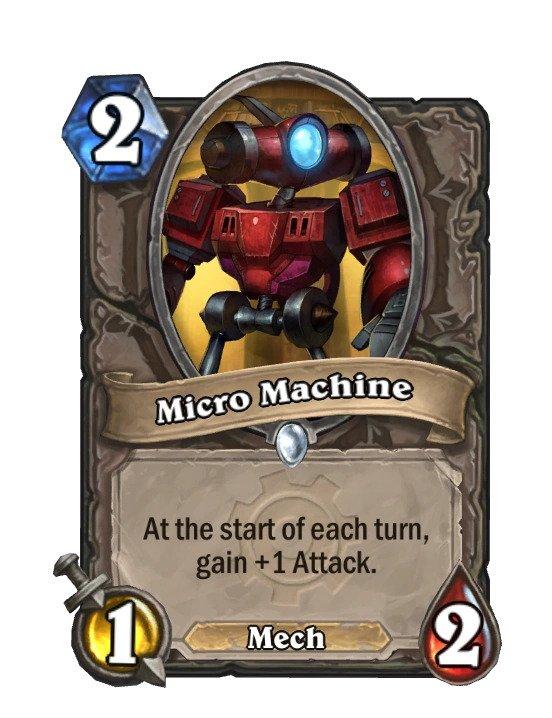 2
Micro Machine
At the start of each turn,
gain +1 Attack.
1
Mech
2